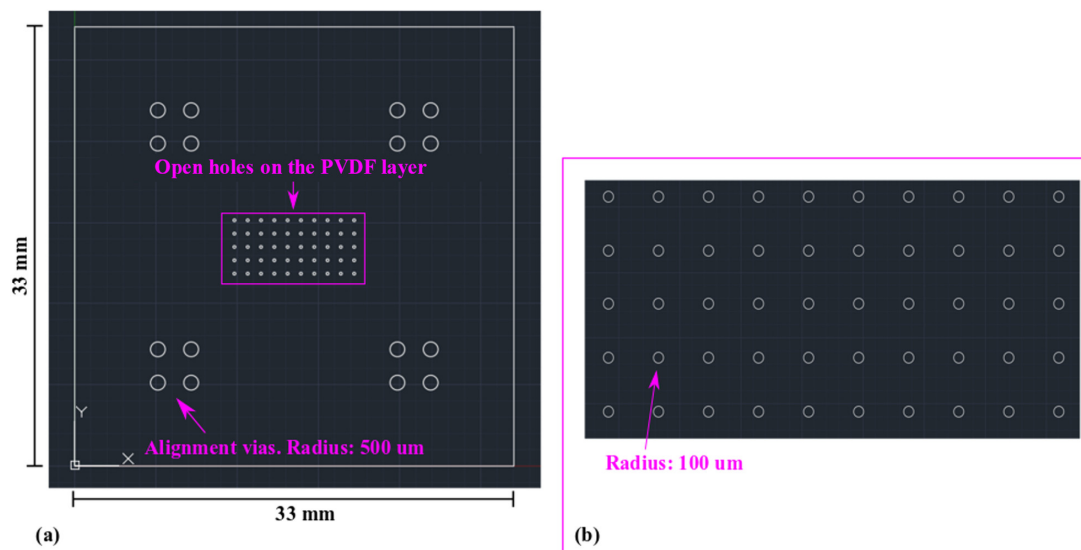 Open holes on the PVDF layer
33 mm
Y
X
Alignment vias. Radius: 500 um
33 mm
(a)
Radius: 100 um
(b)